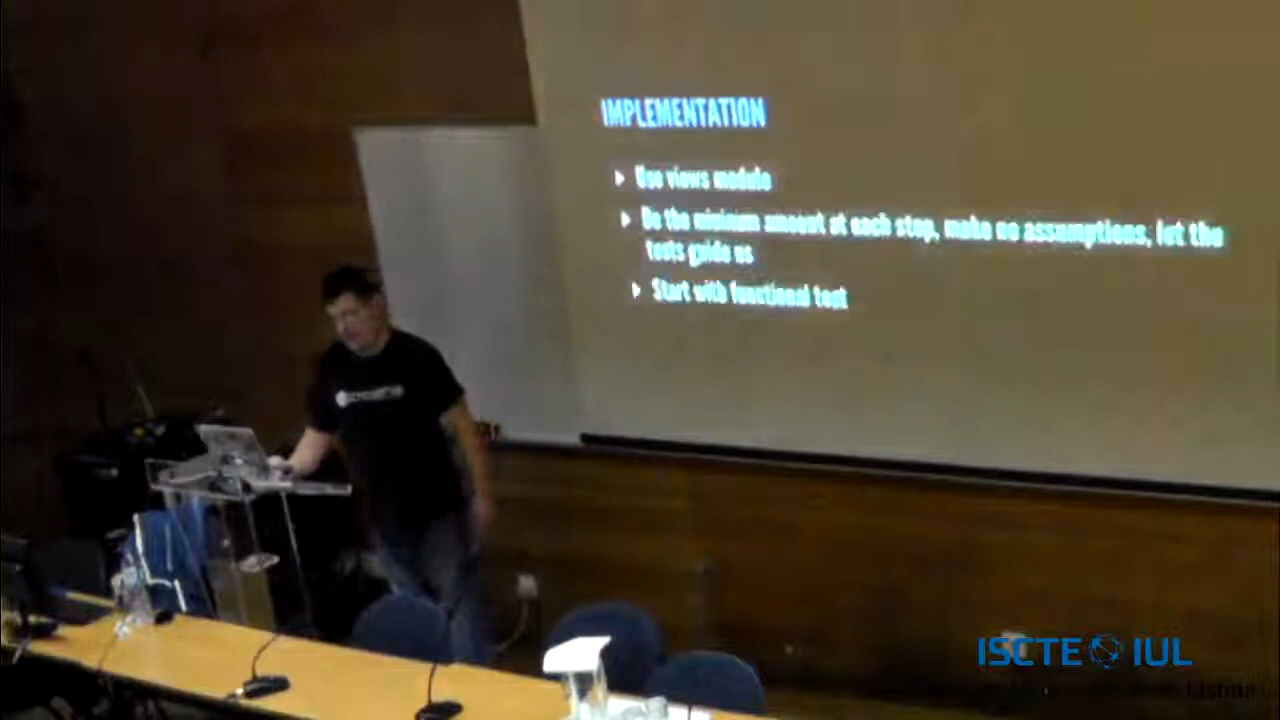 IMPLEMENTATION
Use views module
Do the minimum amount at each step, make no assumptions, let the
tests guide us
Start with functional test
ISCTE IUL
Lisboa